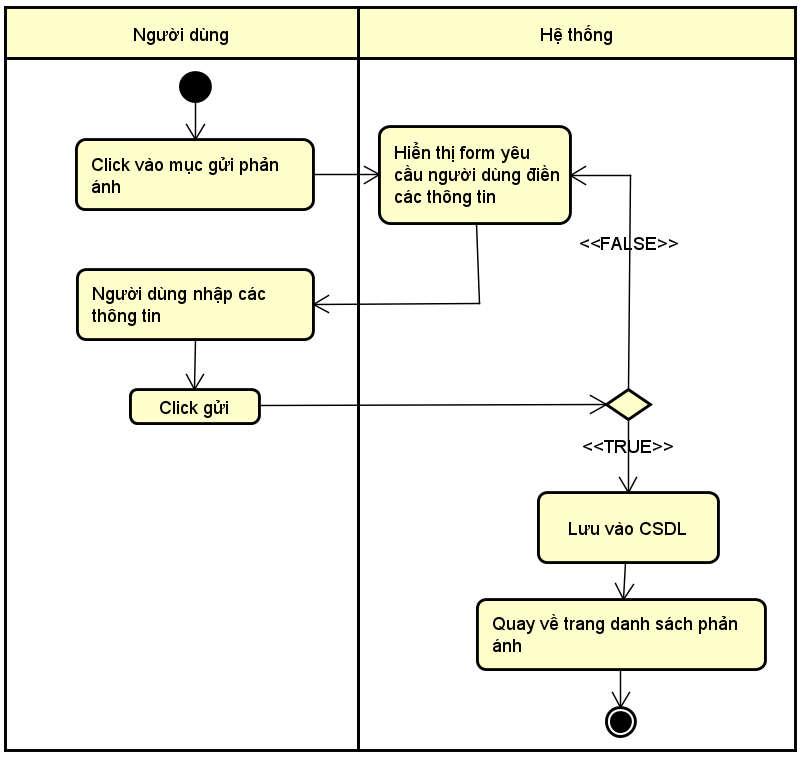 Người dùng
Hệ thống
Click vào mục gửi phản
ánh
Hiển thị form yêu
cầu người dùng điền
các thông tin
<<FALSE>>
Người dùng nhập các
thông tin
Click gửi
<<TRUE>>
Lưu vào CSDL
Quay về trang danh sách phản
ánh